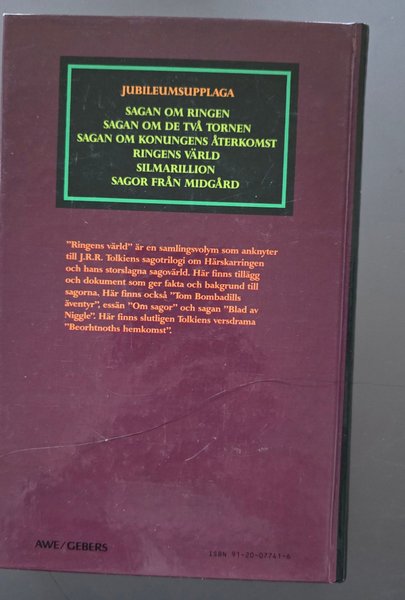 JUBILEUMSUPPLAGA
SAGAN OM RINGEN
SAGAN OM DE TVÅ TORNEN
SAGAN OM KONUNGENS ÅTERKOMST
RINGENS VÄRLD
SILMARILLION
SAGOR FRÅN MIDGÅRD
”Ringens värld” är en samlingsvolym som anknyter
till J.R.R. Tolkiens sagotrilogi om Härskarringen
och hans storslagna sagovärld. Här finns tillägg
och dokument som ger fakta och bakgrund till
sagorna. Här finns också ”Tom Bombadills
äventyr”, essän ”Om sagor” och sagan ”Blad av
Niggle”. Här finns slutligen Tolkiens versdrama
”Beorhtnoths hemkomst”.
AWE/GEBERS
ISBN 91-20-07741-6